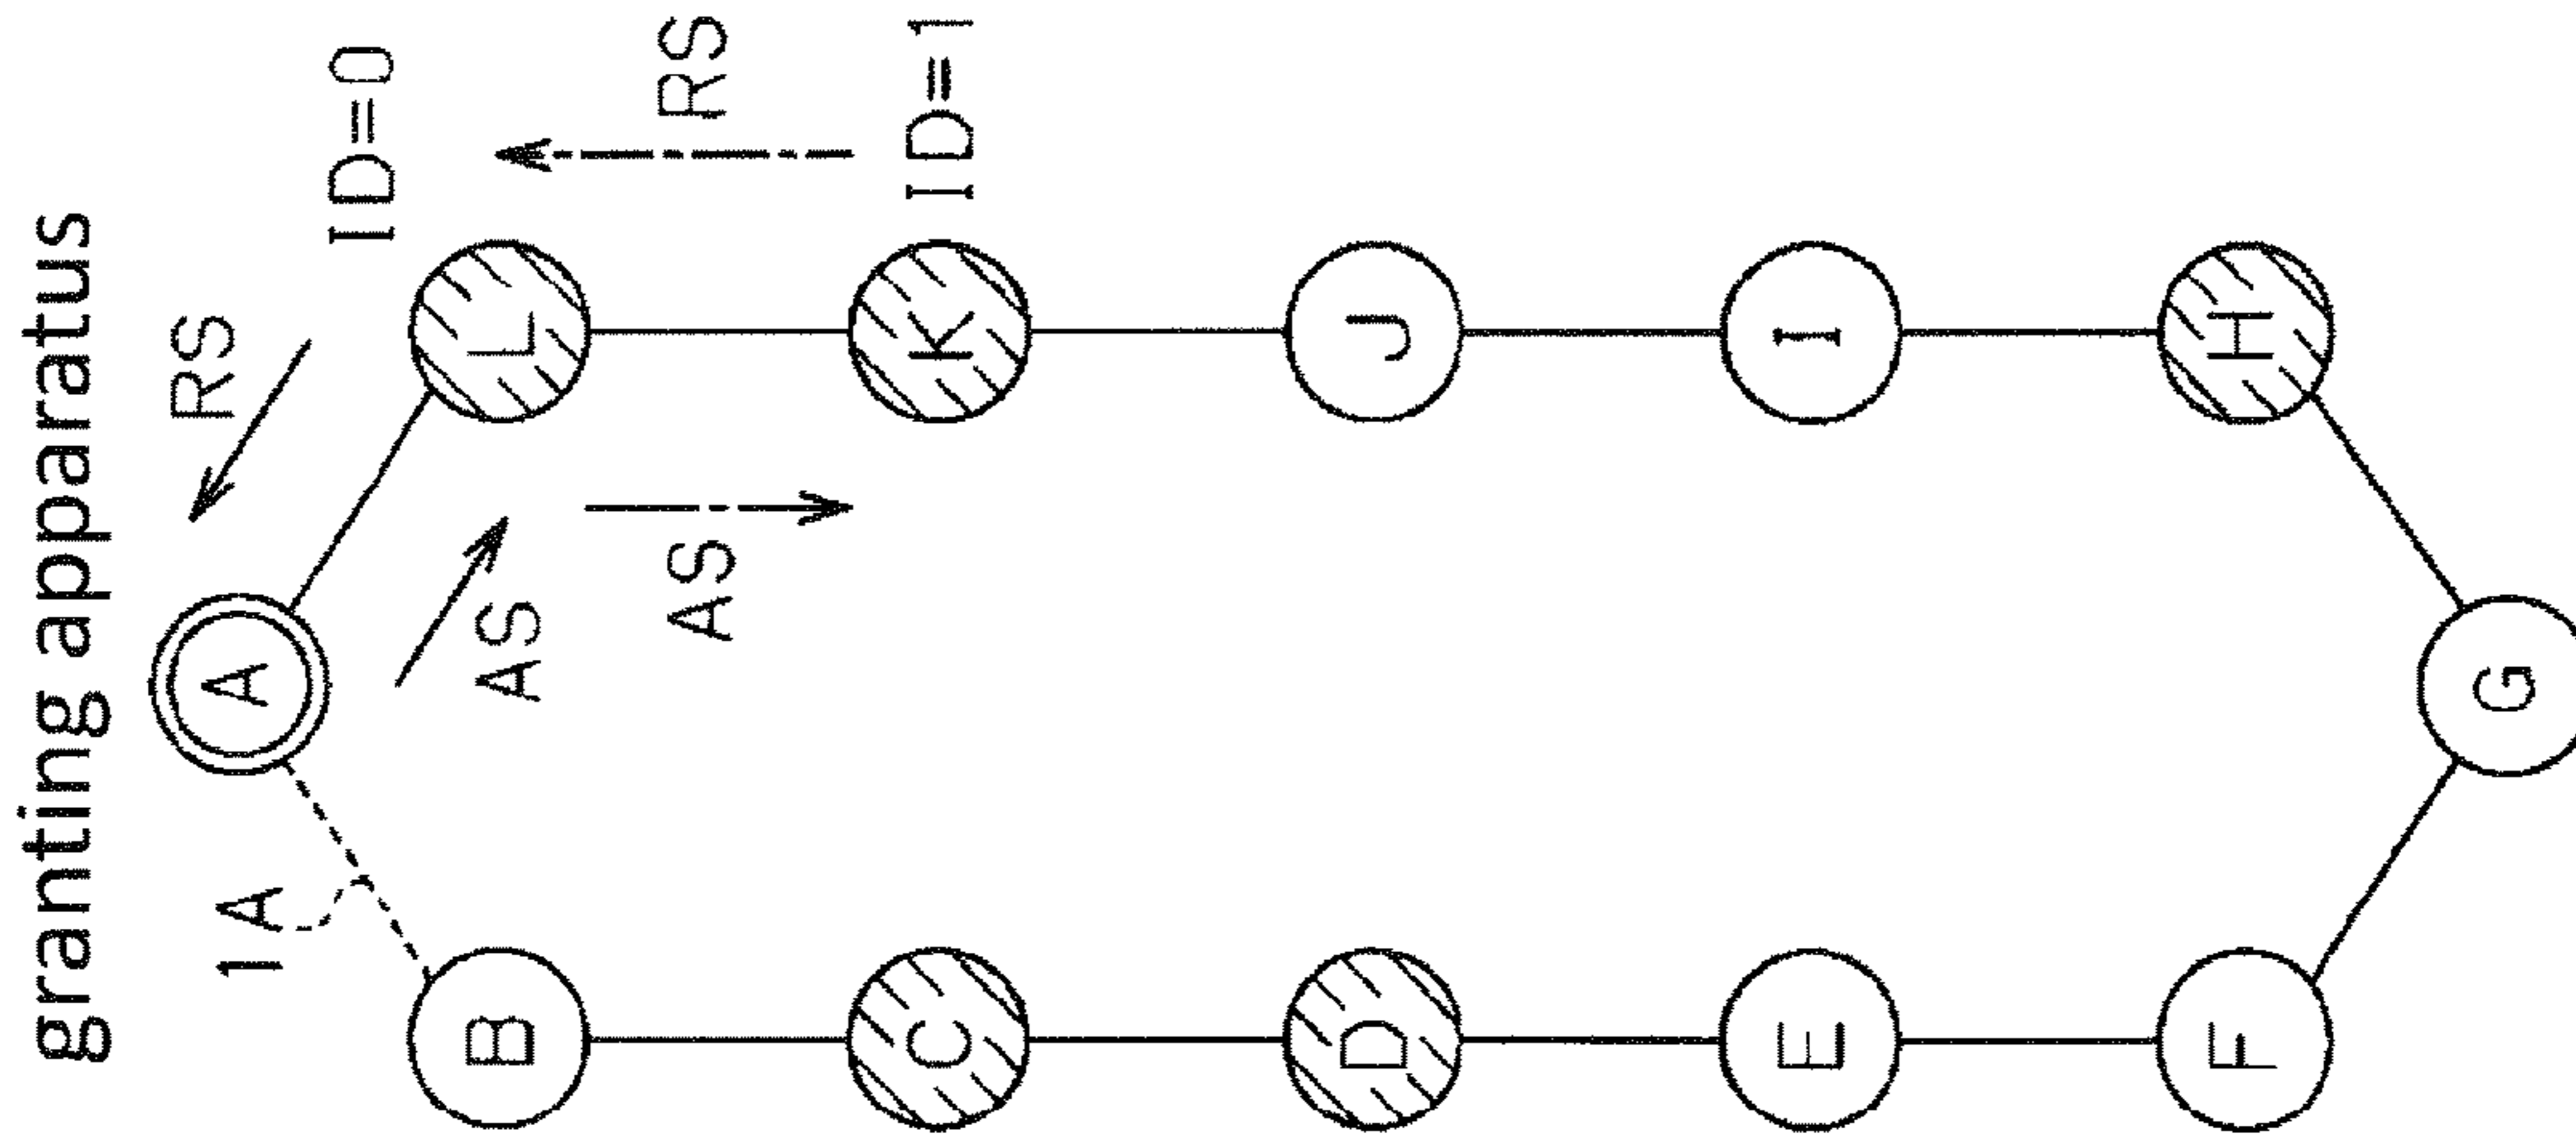 granting apparatus
1A
A
RS
ID=0
B
AS
L
AS
RS
C
K
ID=1
D
J
E
I
F
H
G